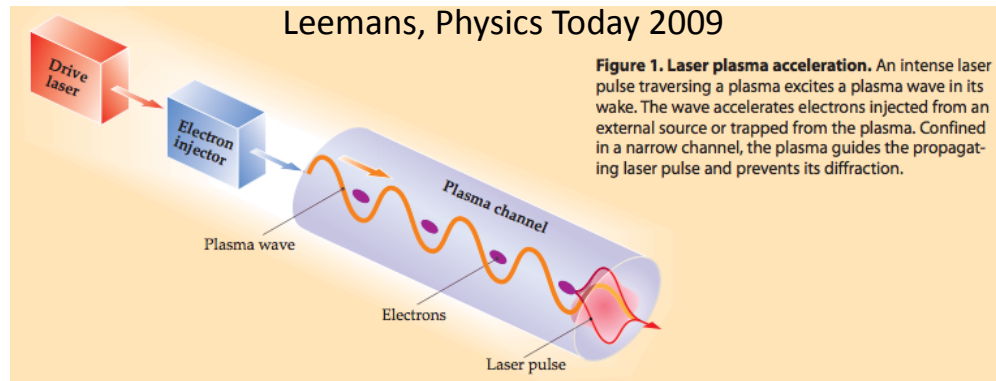 Leemans, Physics Today 2009
Drive
laser
Electron
injector
Plasma channel
Plasma wave
Electrons
Laser pulse
Figure 1. Laser plasma acceleration. An intense laser
pulse traversing a plasma excites a plasma wave in its
wake. The wave accelerates electrons injected from an
external source or trapped from the plasma. Confined
in a narrow channel, the plasma guides the propagat-
ing laser pulse and prevents its diffraction.